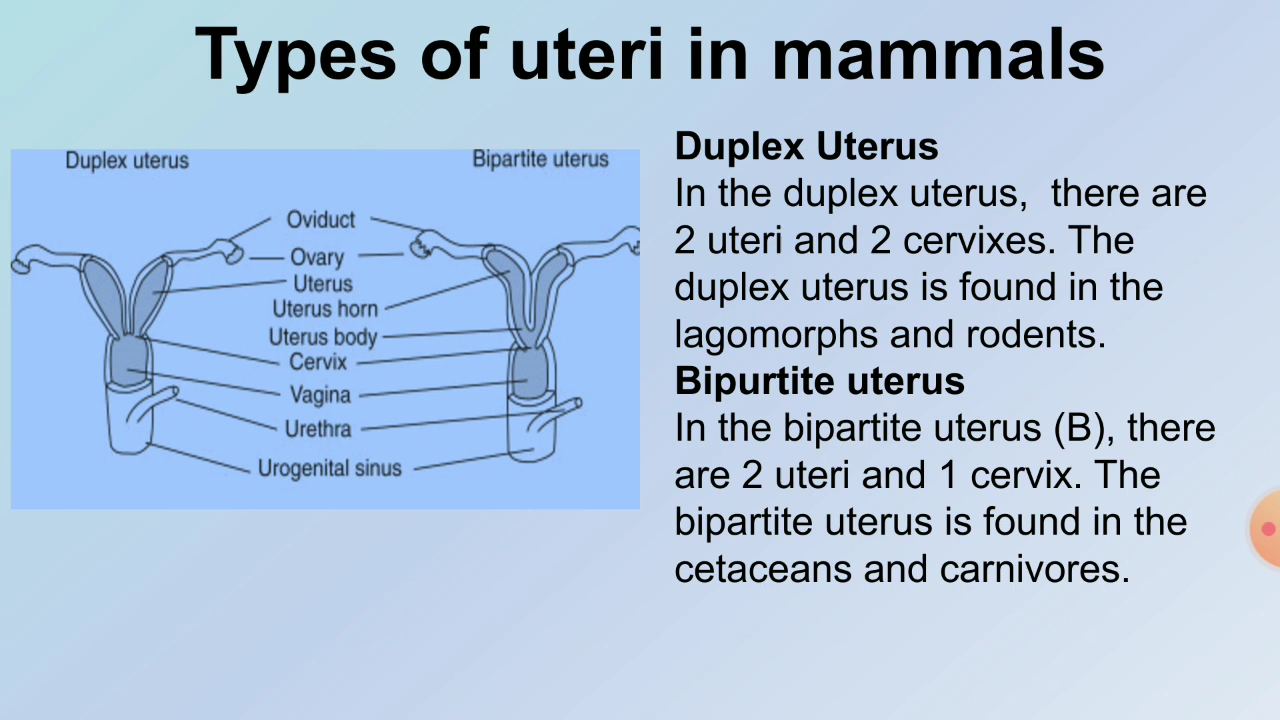 Types of uteri in mammals
Duplex uterus
Bipartite uterus
Oviduct
Ovary
Uterus
Uterus horn
Uterus body
Cervix
Vagina
Urethra
Urogenital sinus
Duplex Uterus
In the duplex uterus,  there are
2 uteri and 2 cervixes. The
duplex uterus is found in the
lagomorphs and rodents.
Bipurtite uterus
In the bipartite uterus (B), there
are 2 uteri and 1 cervix. The
bipartite uterus is found in the
cetaceans and carnivores.